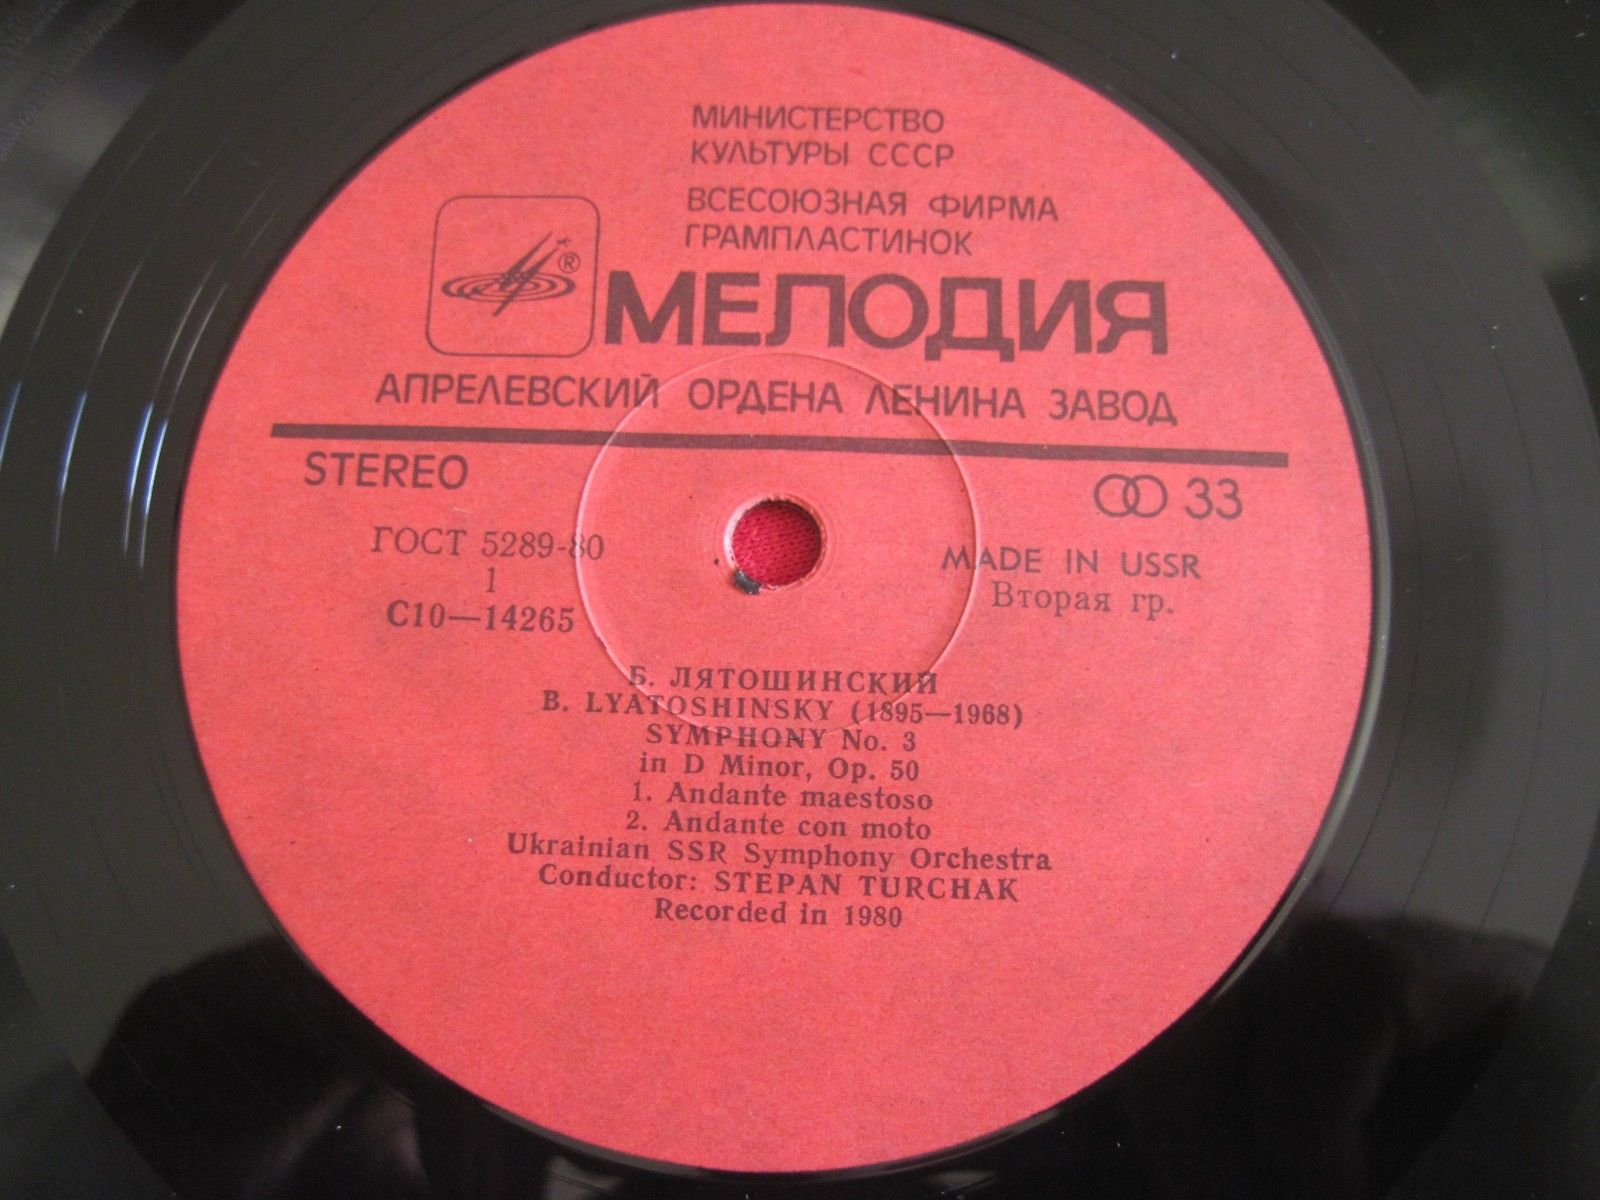 МИНИСТЕРСТВО
КУЛЬТУРЫ СССР
ВСЕСОЮЗНАЯ ФИРМА
ГРАМПЛАСТИНОК
®
МЕЛОДИЯ
АПРЕЛЕВСКИЙ ОРДЕНА ЛЕНИНА ЗАВОД
STEREO
33
ГОСТ 5289-80
1
С10—14265
MADE IN USSR
Вторая гр.
Б. ЛЯТОШИНСКИЙ
B. LYATOSHINSKY (1895—1968)
SYMPHONY No. 3
in D Minor, Op. 50
1. Andante maestoso
2. Andante con moto
Ukrainian SSR Symphony Orchestra
Conductor: STEPAN TURCHAK
Recorded in 1980